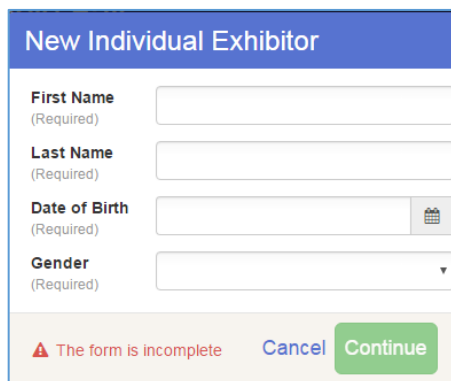 New Individual Exhibitor
First Name
(Required)
Last Name
(Required)
Date of Birth
(Required)
Gender
(Required)
The form is incomplete Cancel Continue